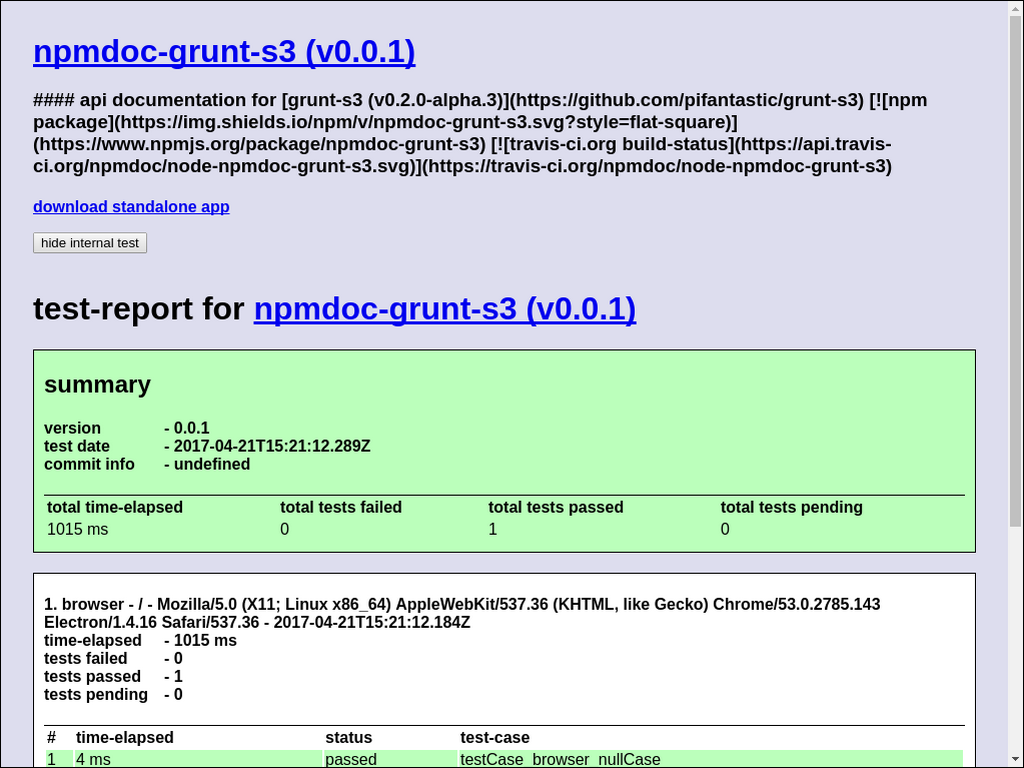 npmdoc-grunt-s3 (v0.0.1)
#### api documentation for [grunt-s3 (v0.2.0-alpha.3)](https://github.com/pifantastic/grunt-s3) [![npm
package](https://img.shields.io/npm/v/npmdoc-grunt-s3.svg?style=flat-square)]
(https://www.npmjs.org/package/npmdoc-grunt-s3) [![travis-ci.org build-status](https://api.travis-
ci.org/npmdoc/node-npmdoc-grunt-s3.svg)](https://travis-ci.org/npmdoc/node-npmdoc-grunt-s3)
download standalone app
hide internal test
test-report for npmdoc-grunt-s3 (v0.0.1)
summary
version - 0.0.1
test date - 2017-04-21T15:21:12.289Z
commit info - undefined
total time-elapsed total tests failed total tests passed total tests pending
1015 ms 0 1 0
1. browser - / - Mozilla/5.0 (X11; Linux x86_64) AppleWebKit/537.36 (KHTML, like Gecko) Chrome/53.0.2785.143
Electron/1.4.16 Safari/537.36 - 2017-04-21T15:21:12.184Z
time-elapsed - 1015 ms
tests failed - 0
tests passed - 1
tests pending - 0
# time-elapsed status test-case
1 4 ms passed testCase_browser_nullCase